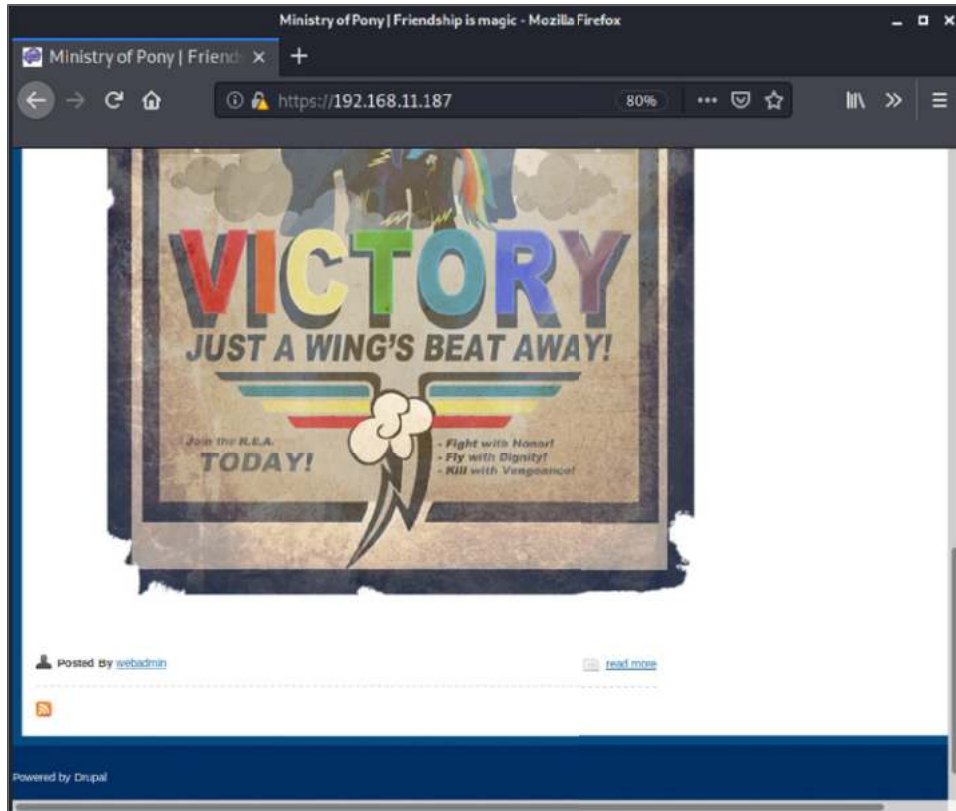 Ministry of Pony | Friendship is magic - Mozilla Firefox
Ministry of Pony | Friend
https://192.168.11.187
80%
VICTORY
JUST A WING'S BEAT AWAY!
Join the R.E.A.
TODAY!
- Fight with Honor!
- Fly with Dignity!
- Kill with Vengeance!
Posted By webadmin
read more
Powered by Drupal